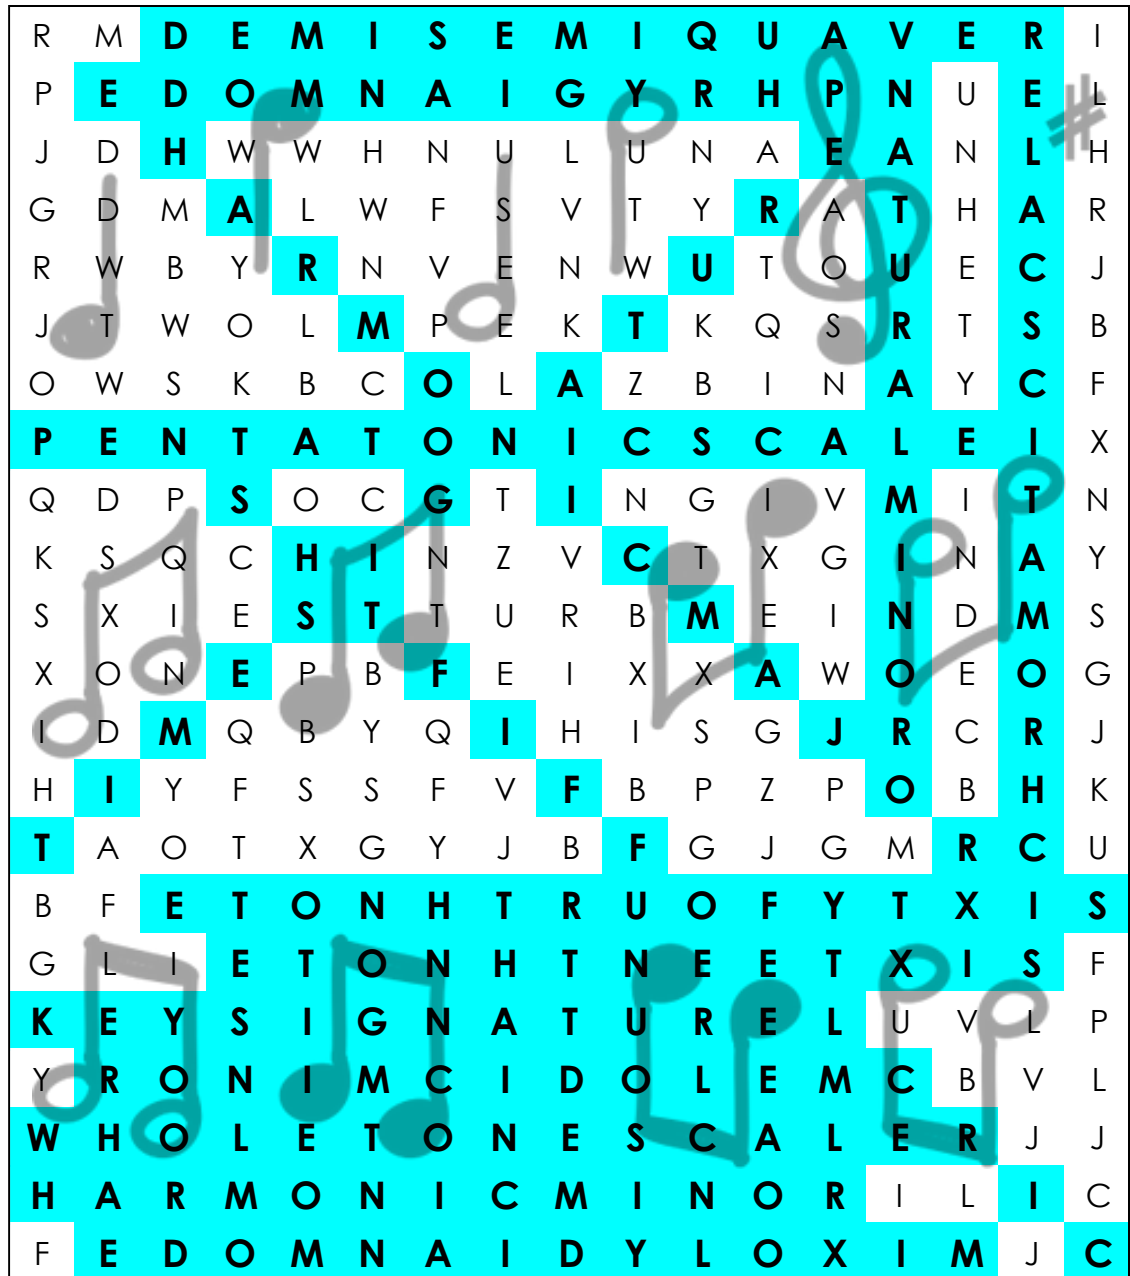 R M D E M I S E M I Q U A V E R I
P E D O M N A I G Y R H P N U E L
J D H W W H N U L U N A E A N L H
G D M A L W F S V T Y R A T H A R
R W B Y R N V E N W U T O U E C J
J T W O L M P E K T K Q S R T S B
O W S K B C O L A Z B I N A Y C F
P E N T A T O N I C S C A L E I X
Q D P S O C G T I N G I V M I T N
K S Q C H I N Z V C T X G I N A Y
S X I E S T T U R B M E I N D M S
X O N E P B F E I X X A W O E O G
I D M Q B Y Q I H I S G J R C R J
H I Y F S S F V F B P Z P O B H K
T A O T X G Y J B F G J G M R C U
B F E T O N H T R U O F Y T X I S
G L I E T O N H T N E E T X I S F
K E Y S I G N A T U R E L U V L P
Y R O N I M C I D O L E M C B V L
W H O L E T O N E S C A L E R J J
H A R M O N I C M I N O R I L I C
F E D O M N A I D Y L O X I M J C